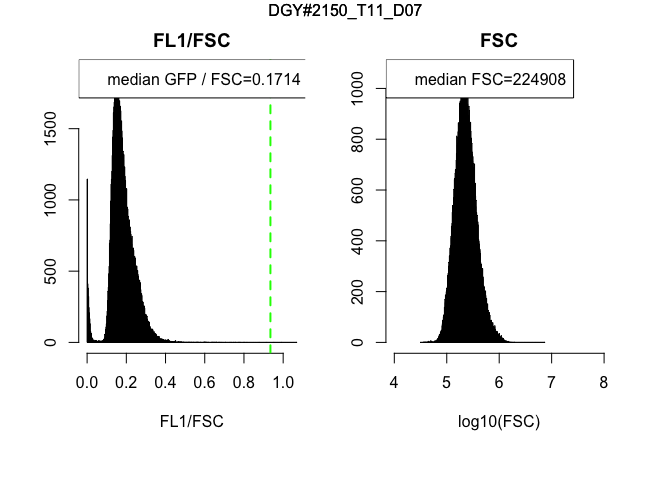 DGY#2150_T11_D07
FL1/FSC
median GFP / FSC=0.1714
0
500
1000
1500
0.0 0.2 0.4 0.6 0.8 1.0
FL1/FSC
FSC
median FSC=224908
0
200
400
600
800
1000
4 5 6 7 8
log10(FSC)